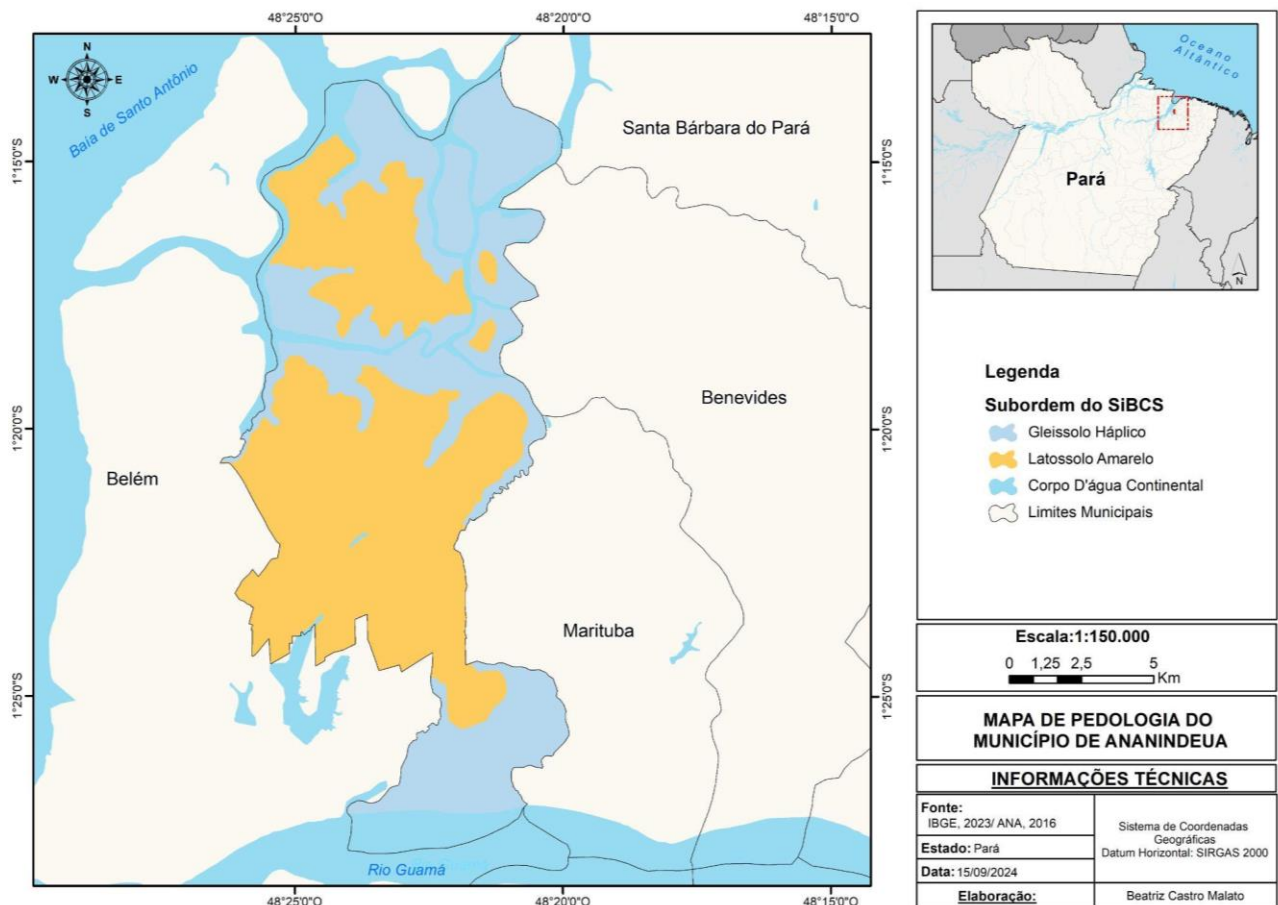 48°25'0"O
48°20'0"O
48°15'0"O
N
W
E
S
Baía de Santo Antônio
Santa Bárbara do Pará
1°15'0"S
1°15'0"S
Benevides
1°20'0"S
1°20'0"S
Belém
Marituba
1°25'0"S
1°25'0"S
Rio Guamá
48°25'0"O
48°20'0"O
48°15'0"O
Oceano
Altântico
Pará
N
Legenda
Subordem do SiBCS
Gleissolo Háplico
Latossolo Amarelo
Corpo D'água Continental
Limites Municipais
Escala:1:150.000
0 1,25 2,5 5
Km
MAPA DE PEDOLOGIA DO
MUNICÍPIO DE ANANINDEUA
INFORMAÇÕES TÉCNICAS
Fonte:
IBGE, 2023/ ANA, 2016
Estado: Pará
Data: 15/09/2024
Sistema de Coordenadas
Geográficas
Datum Horizontal: SIRGAS 2000
Elaboração:
Beatriz Castro Malato